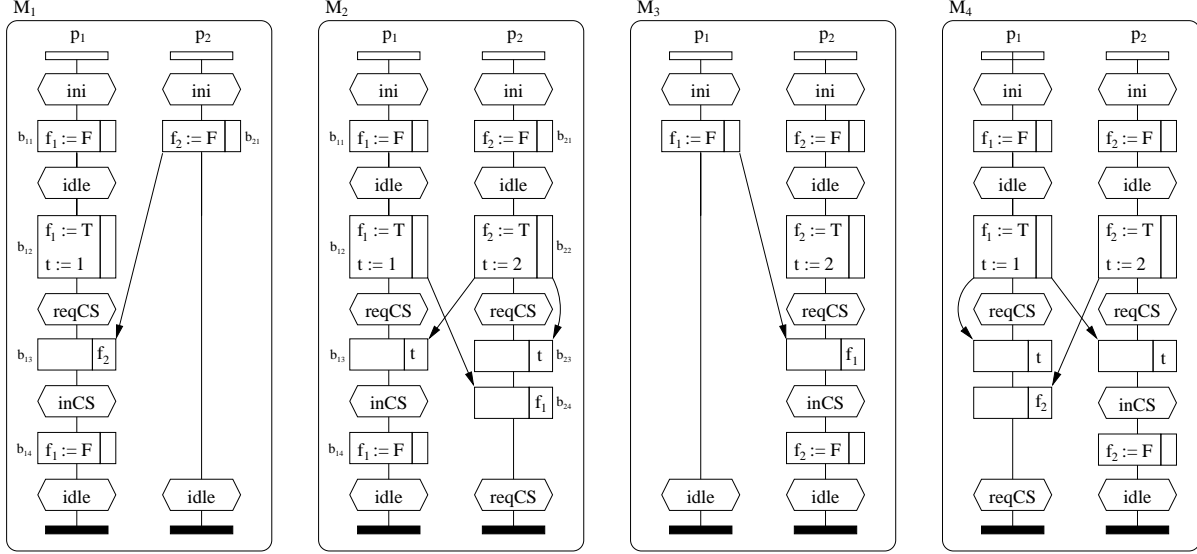 M1 M2 M3 M4
p1 p2 p1 p2 p1 p2 p1 p2
ini ini ini ini ini ini ini ini
b11 f1 := F f2 := F b21 b11 f1 := F f2 := F b21 f1 := F f2 := F f1 := F f2 := F
idle idle idle idle idle idle
f1 := T f1 := T f2 := T f2 := T f1 := T f2 := T
b12 b12 b22
t := 1 t := 1 t := 2 t := 2 t := 1 t := 2
reqCS reqCS reqCS reqCS reqCS reqCS
b13 f2 b13 t t b23 f1 t t
inCS inCS f1 b24 inCS f2 inCS
b14 f1 := F b14 f1 := F f2 := F f2 := F
idle idle idle reqCS idle idle reqCS idle